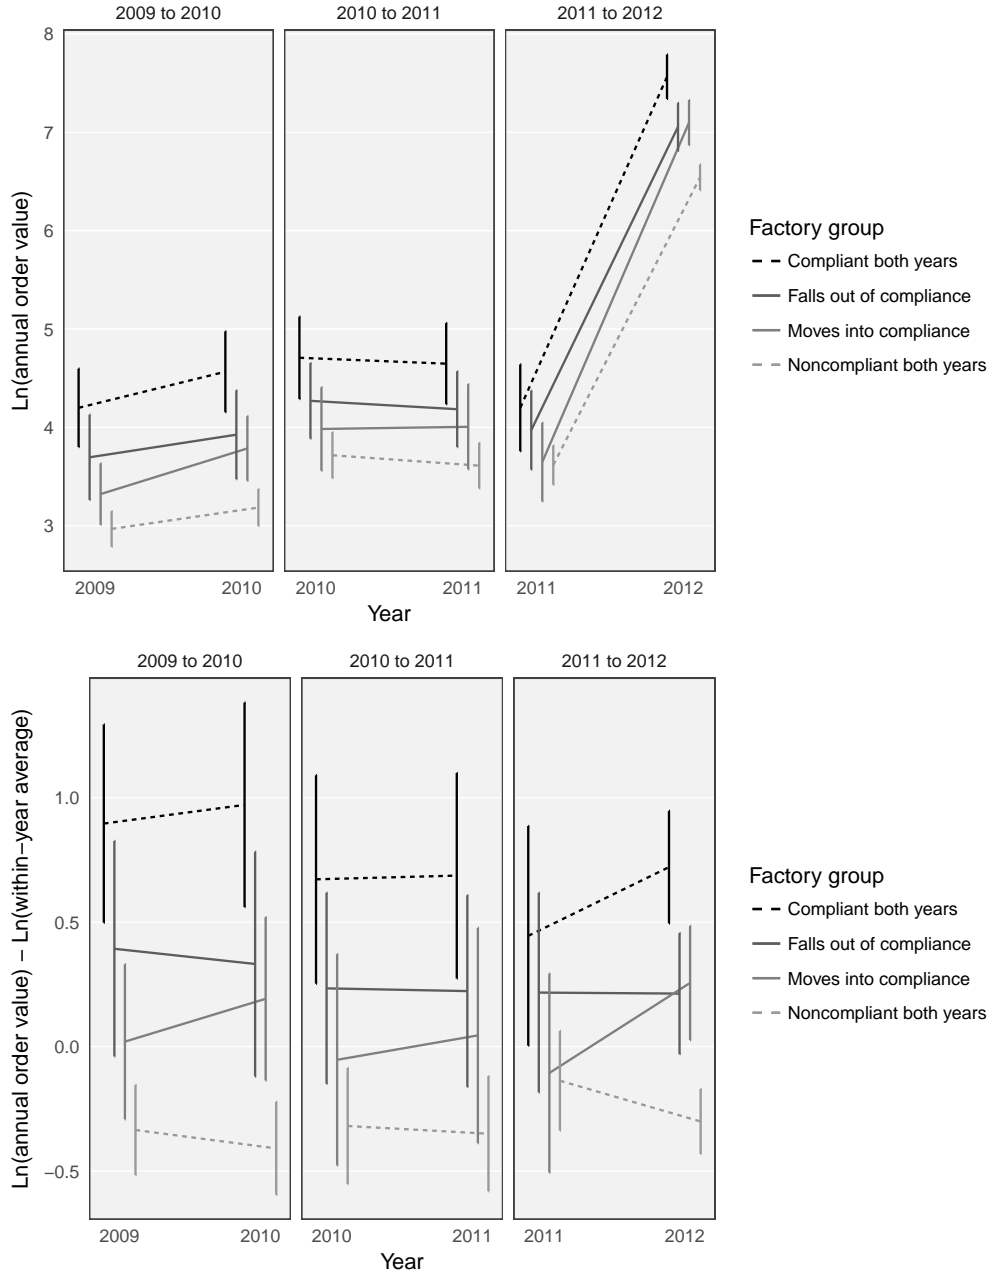 2009 to 2010
2010 to 2011
2011 to 2012
Ln(annual order value)
8
7
6
5
4
3
2009
2010
2010
2011
2011
2012
Year
Factory group
Compliant both years
Falls out of compliance
Moves into compliance
Noncompliant both years
2009 to 2010
2010 to 2011
2011 to 2012
Ln(annual order value) − Ln(within−year average)
1.0
0.5
0.0
−0.5
2009
2010
2010
2011
2011
2012
Year
Factory group
Compliant both years
Falls out of compliance
Moves into compliance
Noncompliant both years